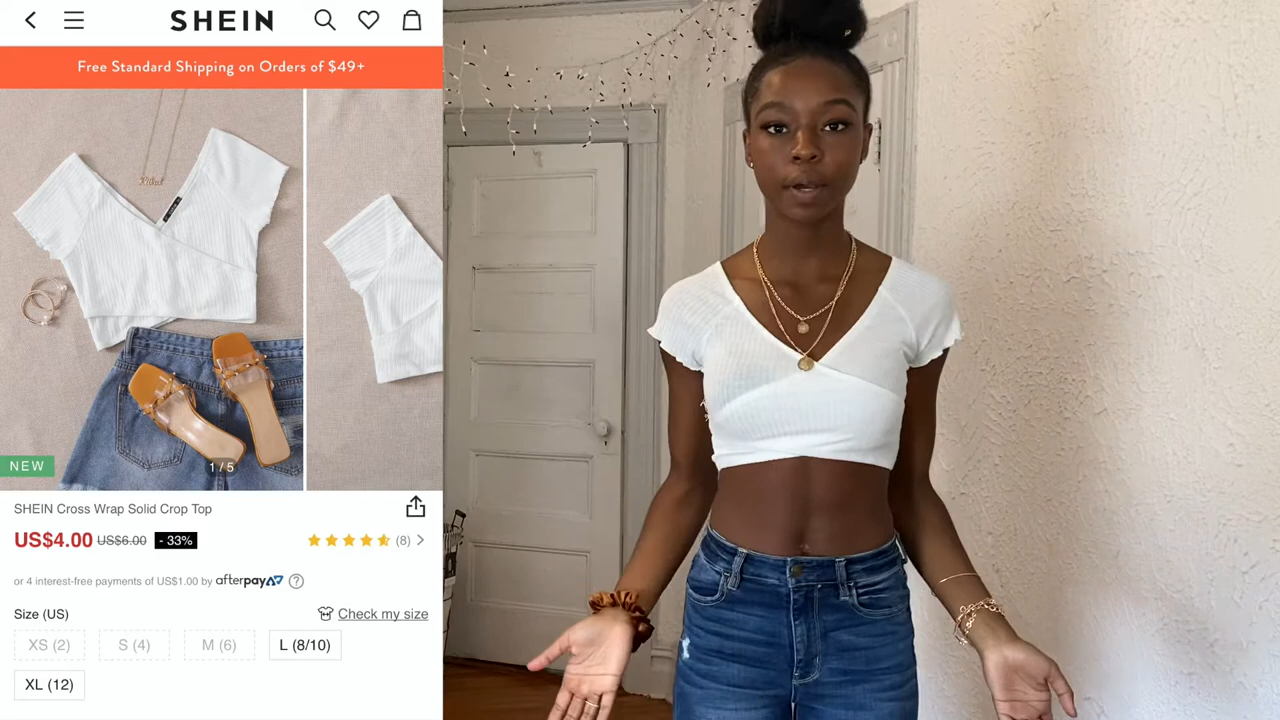 SHEIN
Free Standard Shipping on Orders of $49+
NEW
1 / 5
SHEIN Cross Wrap Solid Crop Top
US$4.00 US$6.00 - 33% (8)
or 4 interest-free payments of US$1.00 by afterpay ?
Size (US) Check my size
XS (2) S (4) M (6) L (8/10)
XL (12)